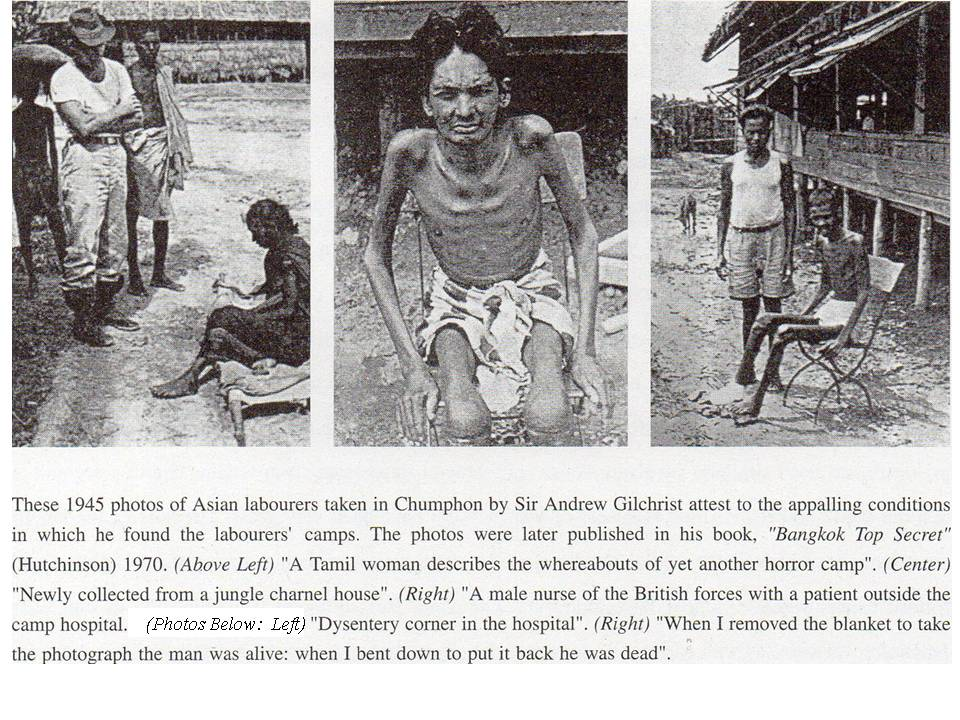 These 1945 photos of Asian labourers taken in Chumphon by Sir Andrew Gilchrist attest to the appalling conditions
in which he found the labourers' camps. The photos were later published in his book, "Bangkok Top Secret"
(Hutchinson) 1970. (Above Left) "A Tamil woman describes the whereabouts of yet another horror camp". (Center)
"Newly collected from a jungle charnel house". (Right) "A male nurse of the British forces with a patient outside the
camp hospital. (Photos Below: Left) "Dysentery corner in the hospital". (Right) "When I removed the blanket to take
the photograph the man was alive: when I bent down to put it back he was dead".